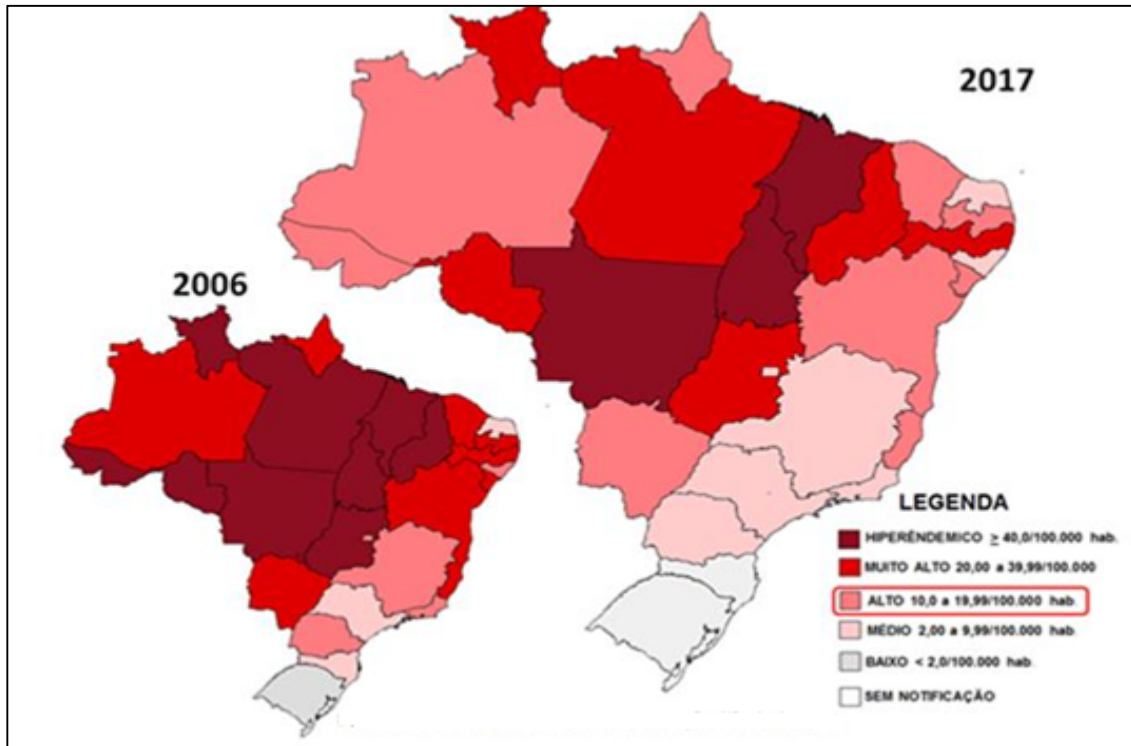 2017
2006
LEGENDA
HIPERÊNDEMICO ≥ 40,0/100.000 hab.
MUITO ALTO 20,00 a 39,99/100.000
ALTO 10,0 a 19,99/100.000 hab.
MÉDIO 2,00 a 9,99/100.000 hab.
BAIXO < 2,0/100.000 hab.
SEM NOTIFICAÇÃO